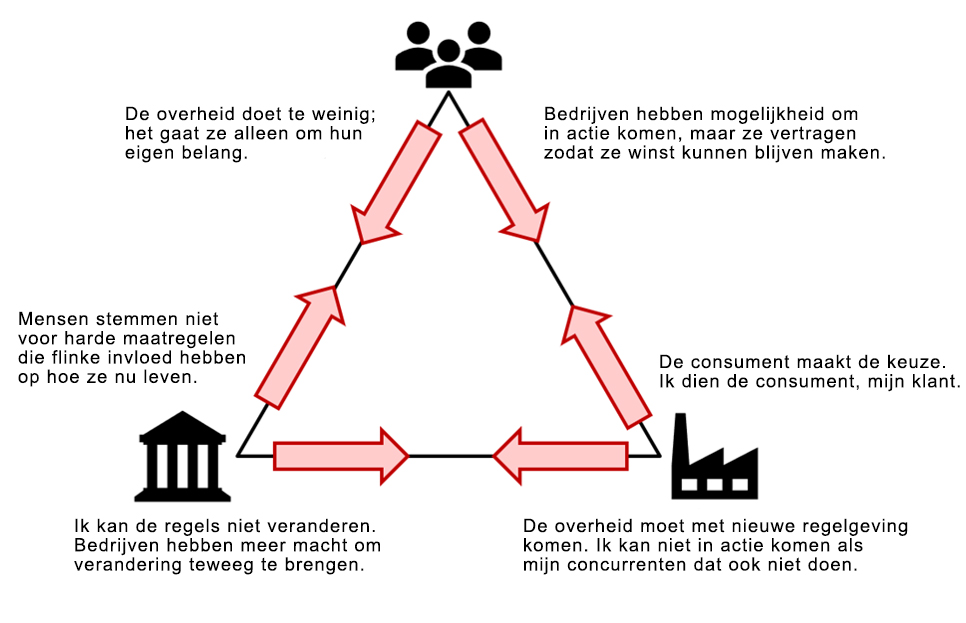 De overheid doet te weinig;
het gaat ze alleen om hun
eigen belang.
Bedrijven hebben mogelijkheid om
in actie komen, maar ze vertragen
zodat ze winst kunnen blijven maken.
Mensen stemmen niet
voor harde maatregelen
die flinke invloed hebben
op hoe ze nu leven.
De consument maakt de keuze.
Ik dien de consument, mijn klant.
Ik kan de regels niet veranderen.
Bedrijven hebben meer macht om
verandering teweeg te brengen.
De overheid moet met nieuwe regelgeving
komen. Ik kan niet in actie komen als
mijn concurrenten dat ook niet doen.